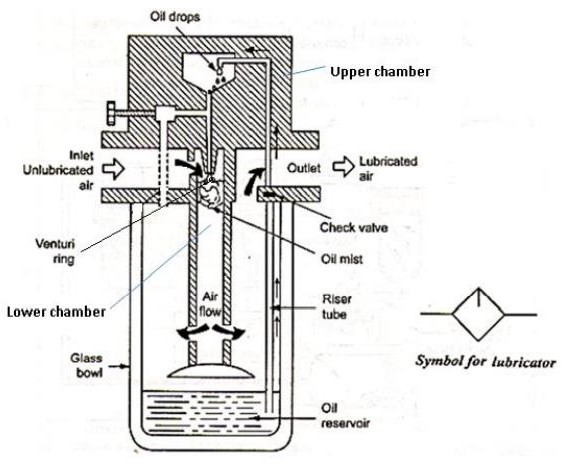 Oil drops
Upper chamber
Inlet
Unlubricated
air
Outlet
Lubricated
air
Check valve
Venturi
ring
Oil mist
Lower chamber
Air
flow
Riser
tube
Glass
bowl
Symbol for lubricator
Oil
reservoir